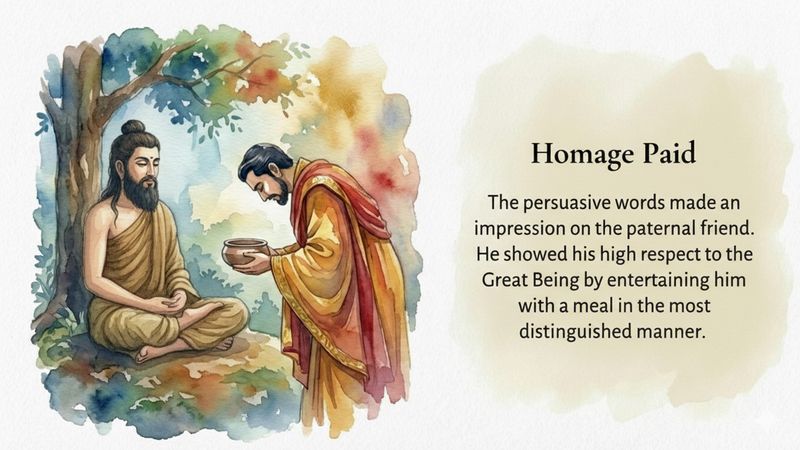 Homage Paid
The persuasive words made an
impression on the paternal friend.
He showed his high respect to the
Great Being by entertaining him
with a meal in the most
distinguished manner.